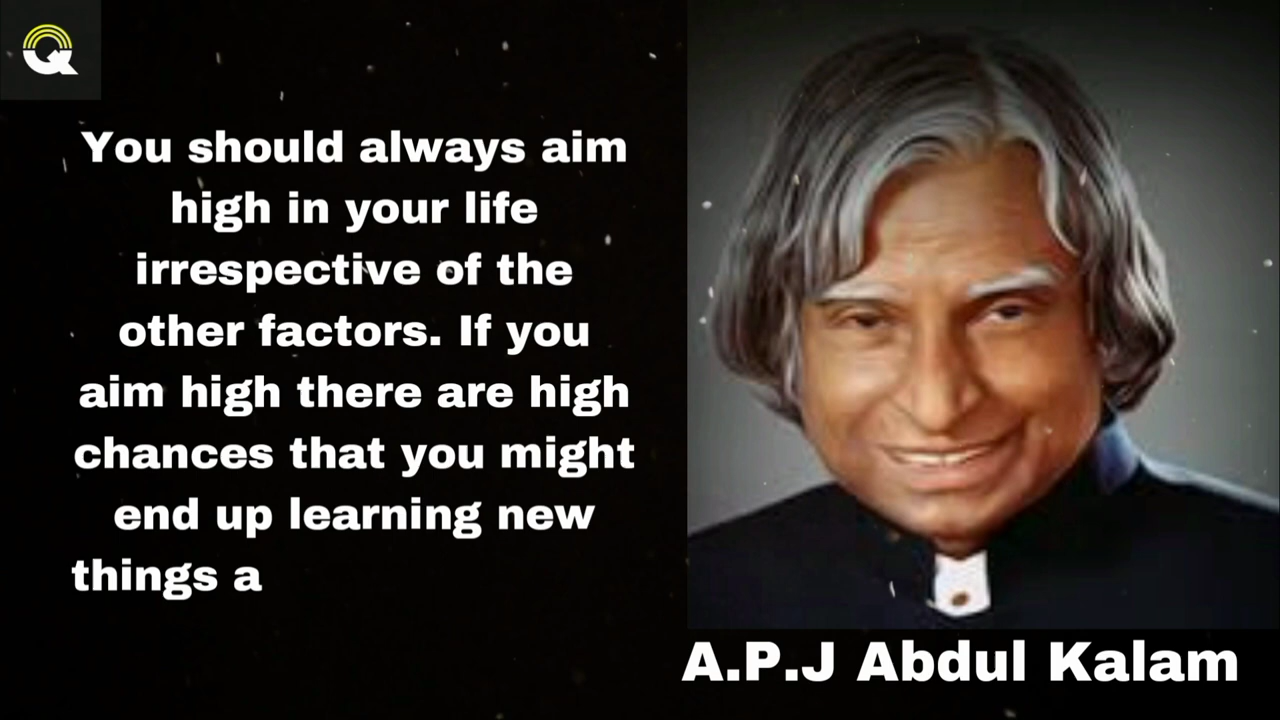 You should always aim
high in your life
irrespective of the
other factors. If you
aim high there are high
chances that you might
end up learning new
things a
A.P.J Abdul Kalam